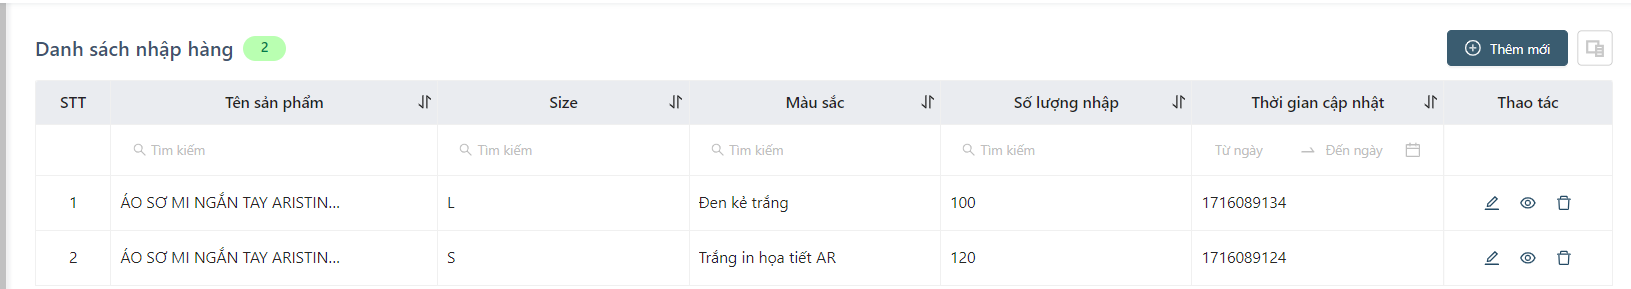 Danh sách nhập hàng 2 Thêm mới
STT Tên sản phẩm Size Màu sắc Số lượng nhập Thời gian cập nhật Thao tác
Tìm kiếm Tìm kiếm Tìm kiếm Tìm kiếm Từ ngày Đến ngày
1 ÁO SƠ MI NGẮN TAY ARISTIN... L Đen kẻ trắng 100 1716089134
2 ÁO SƠ MI NGẮN TAY ARISTIN... S Trắng in họa tiết AR 120 1716089124